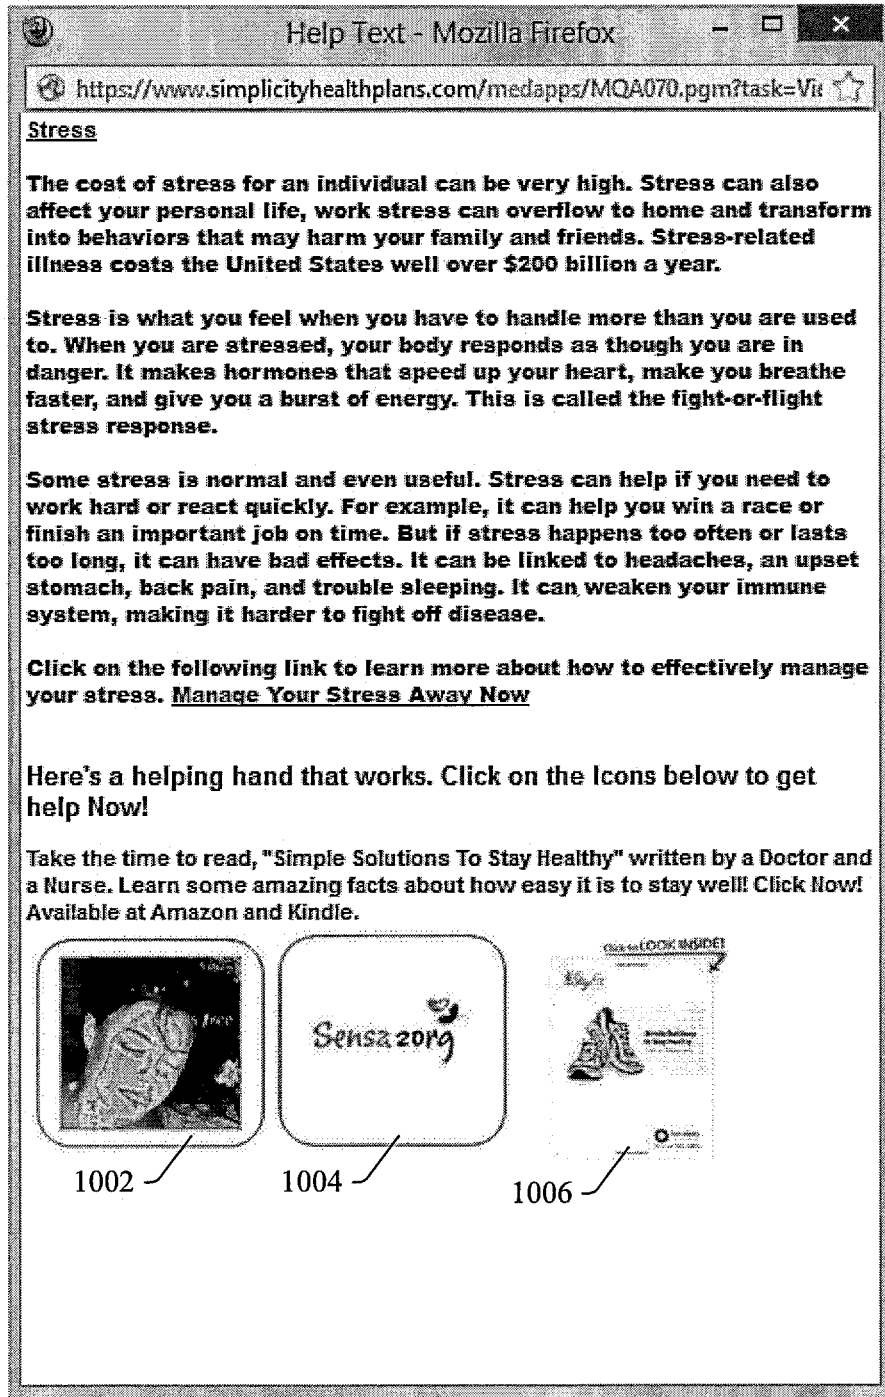 Help Text - Mozilla Firefox
https://www.simplicityhealthplans.com/medapps/MQA070.pgm?task=Vi
Stress
The cost of stress for an individual can be very high. Stress can also
affect your personal life, work stress can overflow to home and transform
into behaviors that may harm your family and friends. Stress-related
illness costs the United States well over $200 billion a year.
Stress is what you feel when you have to handle more than you are used
to. When you are stressed, your body responds as though you are in
danger. It makes hormones that speed up your heart, make you breathe
faster, and give you a burst of energy. This is called the fight-or-flight
stress response.
Some stress is normal and even useful. Stress can help if you need to
work hard or react quickly. For example, it can help you win a race or
finish an important job on time. But if stress happens too often or lasts
too long, it can have bad effects. It can be linked to headaches, an upset
stomach, back pain, and trouble sleeping. It can weaken your immune
system, making it harder to fight off disease.
Click on the following link to learn more about how to effectively manage
your stress. Manage Your Stress Away Now
Here's a helping hand that works. Click on the Icons below to get
help Now!
Take the time to read, "Simple Solutions To Stay Healthy" written by a Doctor and
a Nurse. Learn some amazing facts about how easy it is to stay well! Click Now!
Available at Amazon and Kindle.
LOOK INSIDE!
free
Sensa zorg
1002
1004
1006